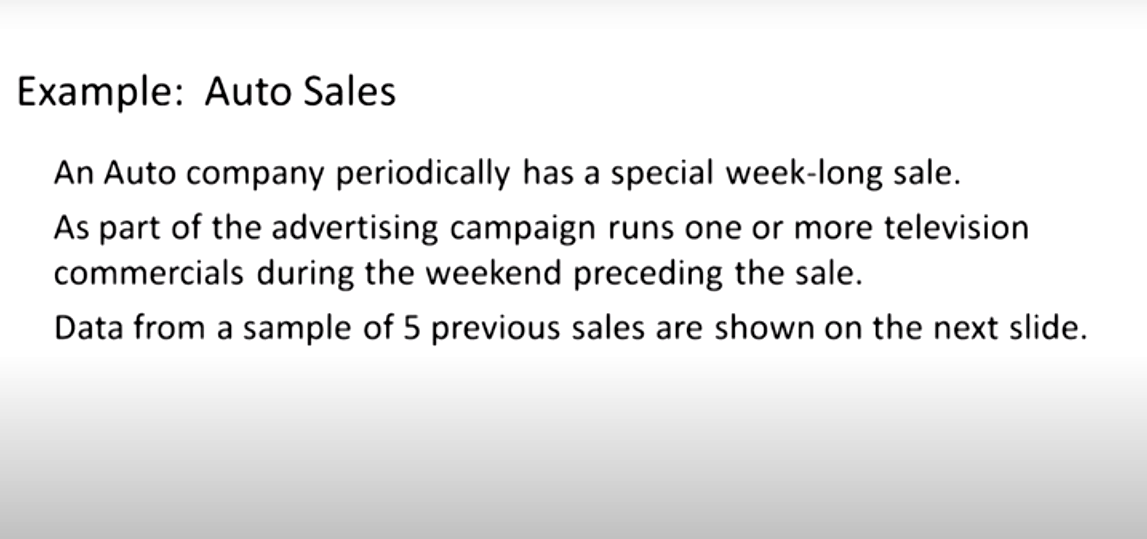 Example: Auto Sales
An Auto company periodically has a special week-long sale.
As part of the advertising campaign runs one or more television
commercials during the weekend preceding the sale.
Data from a sample of 5 previous sales are shown on the next slide.